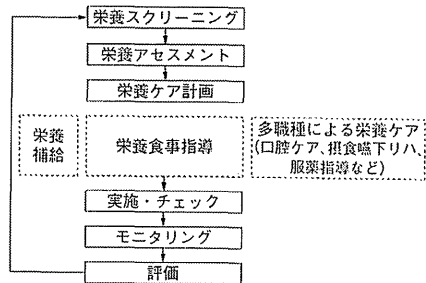 栄養スクリーニング
栄養アセスメント
栄養ケア計画
栄養
補給
栄養食事指導
多職種による栄養ケア
(口腔ケア、摂食嚥下リハ、
服薬指導など)
実施・チェック
モニタリング
評価